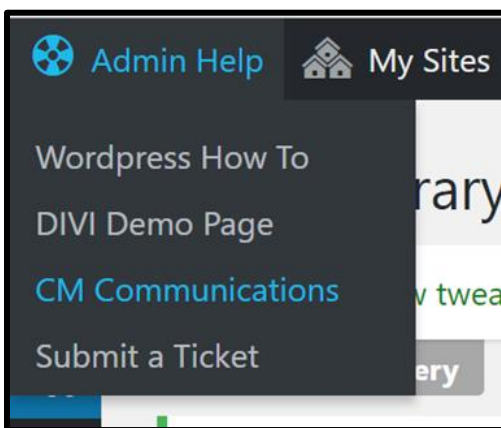 Admin Help My Sites
Wordpress How To
DIVI Demo Page
CM Communications
Submit a Ticket